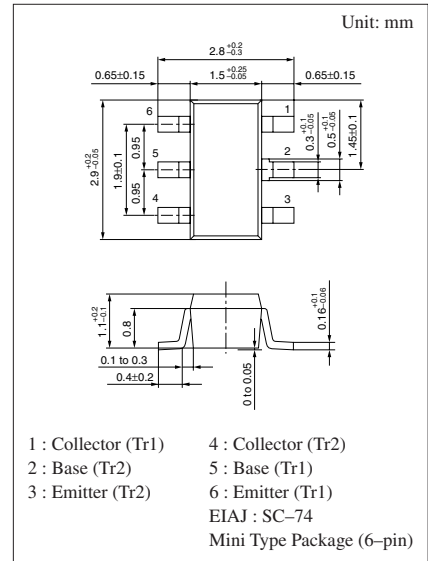 Unit: mm
2.8 +0.2 –0.3
0.65±0.15 1.5 +0.25 –0.05 0.65±0.15
6 1
5 2
4 3
2.9 +0.2 –0.05
1.9±0.1
0.95
0.95
0.3 +0.1 –0.05
0.5 +0.1 –0.05
1.45±0.1
1.1 +0.2 –0.1
0.8
0.1 to 0.3
0.4±0.2
0 to 0.05
0.16 +0.1 –0.06
1 : Collector (Tr1) 4 : Collector (Tr2)
2 : Base (Tr2) 5 : Base (Tr1)
3 : Emitter (Tr2) 6 : Emitter (Tr1)
EIAJ : SC–74
Mini Type Package (6–pin)